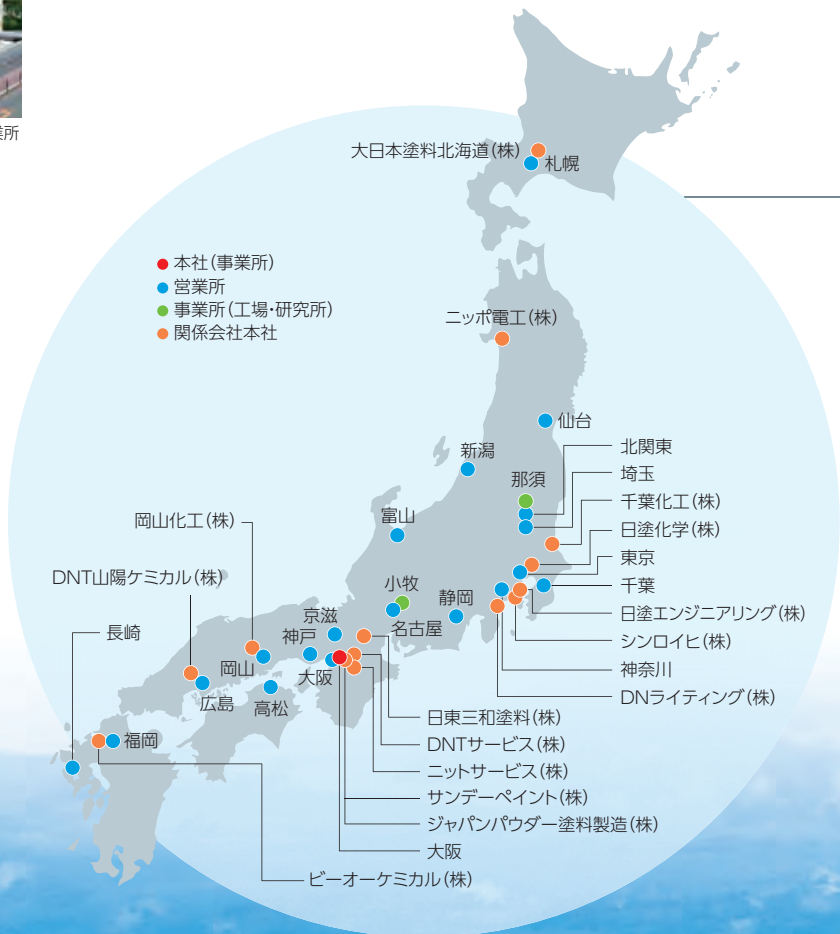 業所
大日本塗料北海道(株)
札幌
本社(事業所)
営業所
事業所(工場・研究所)
関係会社本社
ニッポ電工(株)
仙台
新潟
北関東
那須
埼玉
千葉化工(株)
富山
岡山化工(株)
日塗化学(株)
東京
DNT山陽ケミカル(株)
小牧
千葉
静岡
日塗エンジニアリング(株)
京滋
名古屋
長崎
神戸
シンロイヒ(株)
岡山
大阪
神奈川
広島
高松
DNライティング(株)
日東三和塗料(株)
福岡
DNTサービス(株)
ニットサービス(株)
サンデーペイント(株)
ジャパンパウダー塗料製造(株)
大阪
ビーオーケミカル(株)